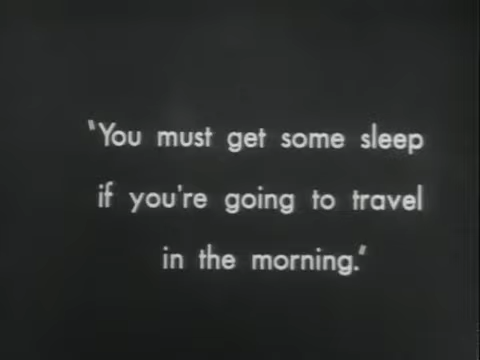 "You must get some sleep
if you're going to travel
in the morning."